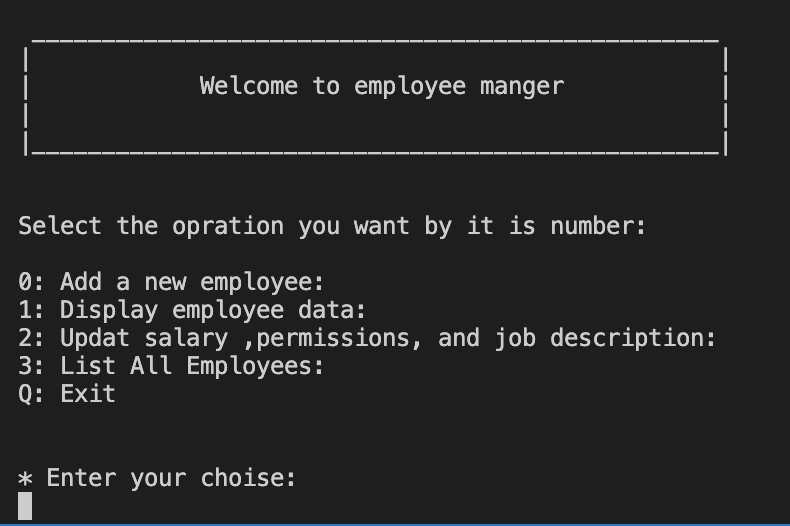 Welcome to employee manger
Select the opration you want by it is number:
0: Add a new employee:
1: Display employee data:
2: Updat salary ,permissions, and job description:
3: List All Employees:
Q: Exit
* Enter your choise: